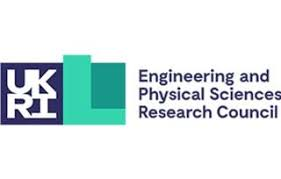 UK
RI
Engineering and
Physical Sciences
Research Council